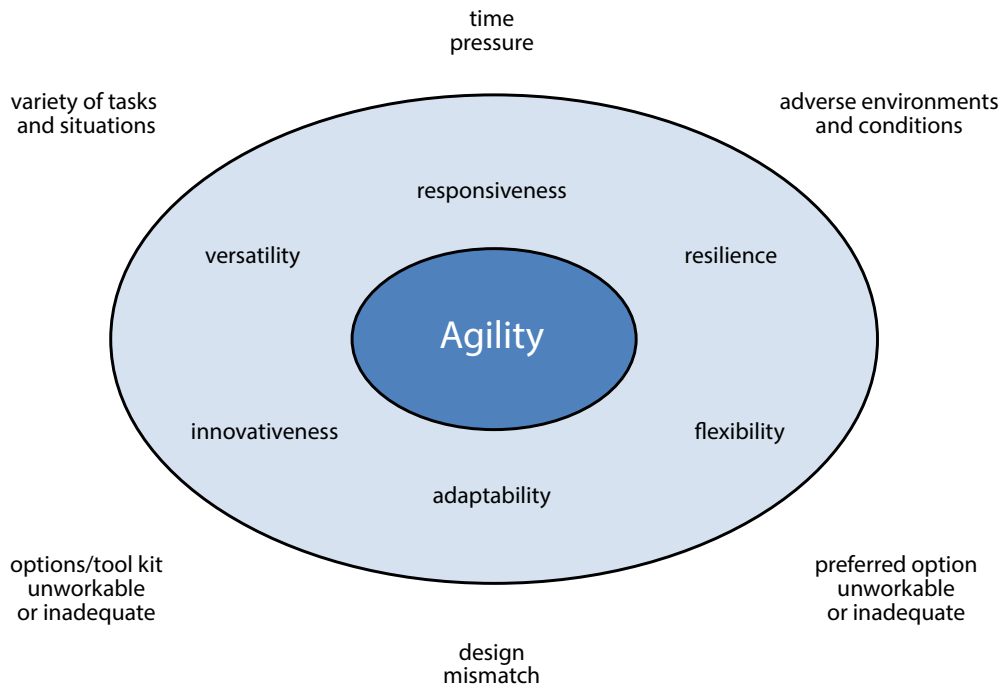 time
pressure
variety of tasks
and situations
adverse environments
and conditions
responsiveness
versatility
resilience
Agility
innovativeness
flexibility
adaptability
options/tool kit
unworkable
or inadequate
preferred option
unworkable
or inadequate
design
mismatch